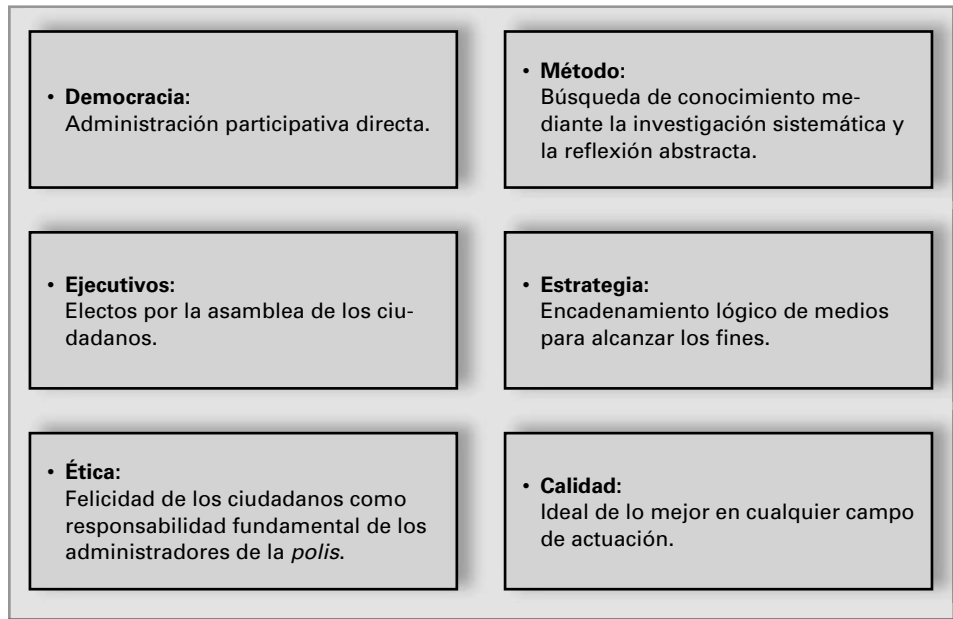 • Democracia:
Administración participativa directa.
• Método:
Búsqueda de conocimiento me-
diante la investigación sistemática y
la reflexión abstracta.
• Ejecutivos:
Electos por la asamblea de los ciu-
dadanos.
• Estrategia:
Encadenamiento lógico de medios
para alcanzar los fines.
• Ética:
Felicidad de los ciudadanos como
responsabilidad fundamental de los
administradores de la polis.
• Calidad:
Ideal de lo mejor en cualquier campo
de actuación.